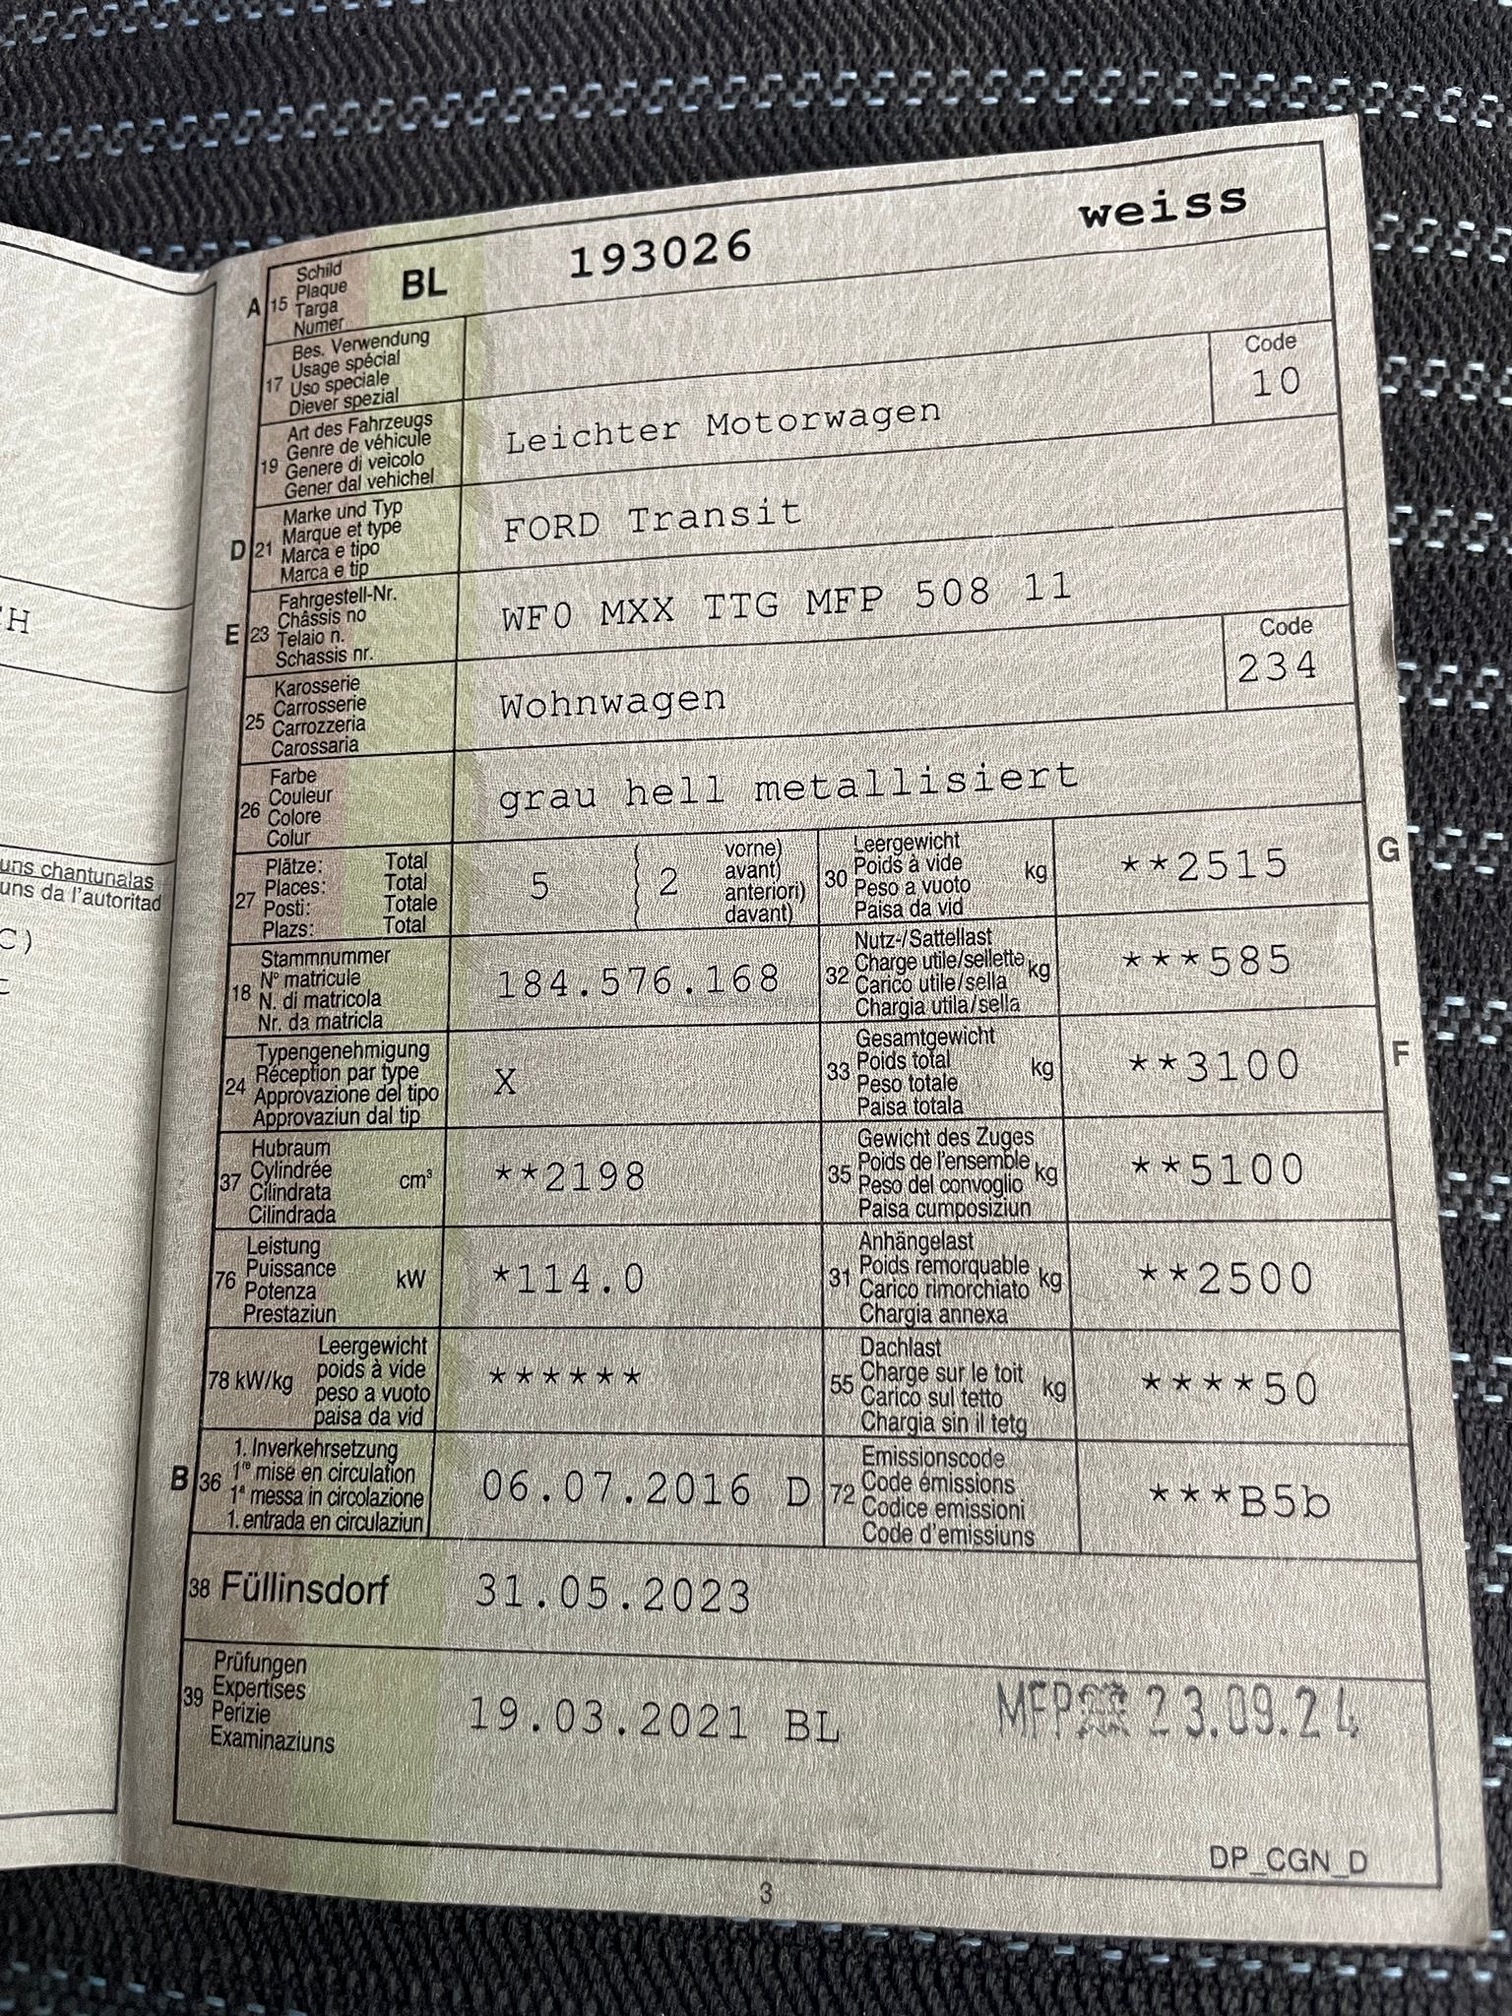 A 15 Schild
Plaque
Targa
Numer
BL 193026 weiss
17 Bes. Verwendung
Usage spécial
Uso speciale
Diever spezial
19 Art des Fahrzeugs
Genre de véhicule
Genere di veicolo
Gener dal vehichel
Leichter Motorwagen
Code
10
D 21 Marke und Typ
Marque et type
Marca e tipo
Marca e tip
FORD Transit
E 23 Fahrgestell-Nr.
Châssis no
Telaio n.
Schassis nr.
WF0 MXX TTG MFP 508 11
25 Karosserie
Carrosserie
Carrozzeria
Carossaria
Wohnwagen
Code
234
26 Farbe
Couleur
Colore
Colur
grau hell metallisiert
27 Plätze: Total
Places: Total
Posti: Totale
Plazs: Total
5 { 2 vorne)
avant)
anteriori)
davant)
30 Leergewicht
Poids à vide
Peso a vuoto
Paisa da vid
kg
**2515
G
18 Stammnummer
N° matricule
N. di matricola
Nr. da matricla
184.576.168
32 Nutz-/Sattellast
Charge utile/sellette
Carico utile/sella
Chargia utila/sella
kg
***585
24 Typengenehmigung
Réception par type
Approvazione del tipo
Approvaziun dal tip
X
33 Gesamtgewicht
Poids total
Peso totale
Paisa totala
kg
**3100
F
37 Hubraum
Cylindrée
Cilindrata
Cilindrada
cm³
**2198
35 Gewicht des Zuges
Poids de l'ensemble
Peso del convoglio
Paisa cumposiziun
kg
**5100
76 Leistung
Puissance
Potenza
Prestaziun
kW
*114.0
31 Anhängelast
Poids remorquable
Carico rimorchiato
Chargia annexa
kg
**2500
78 kW/kg
Leergewicht
poids à vide
peso a vuoto
paisa da vid
******
55 Dachlast
Charge sur le toit
Carico sul tetto
Chargia sin il tetg
kg
****50
B 36 1. Inverkehrsetzung
1re mise en circulation
1a messa in circolazione
1. entrada en circulaziun
06.07.2016 D
72 Emissionscode
Code émissions
Codice emissioni
Code d'emissiuns
***B5b
38 Füllinsdorf 31.05.2023
39 Prüfungen
Expertises
Perizie
Examinaziuns
19.03.2021 BL
MFP 23.09.24
DP_CGN_D
3
H
uns chantunalas
uns da l'autoritad
C)